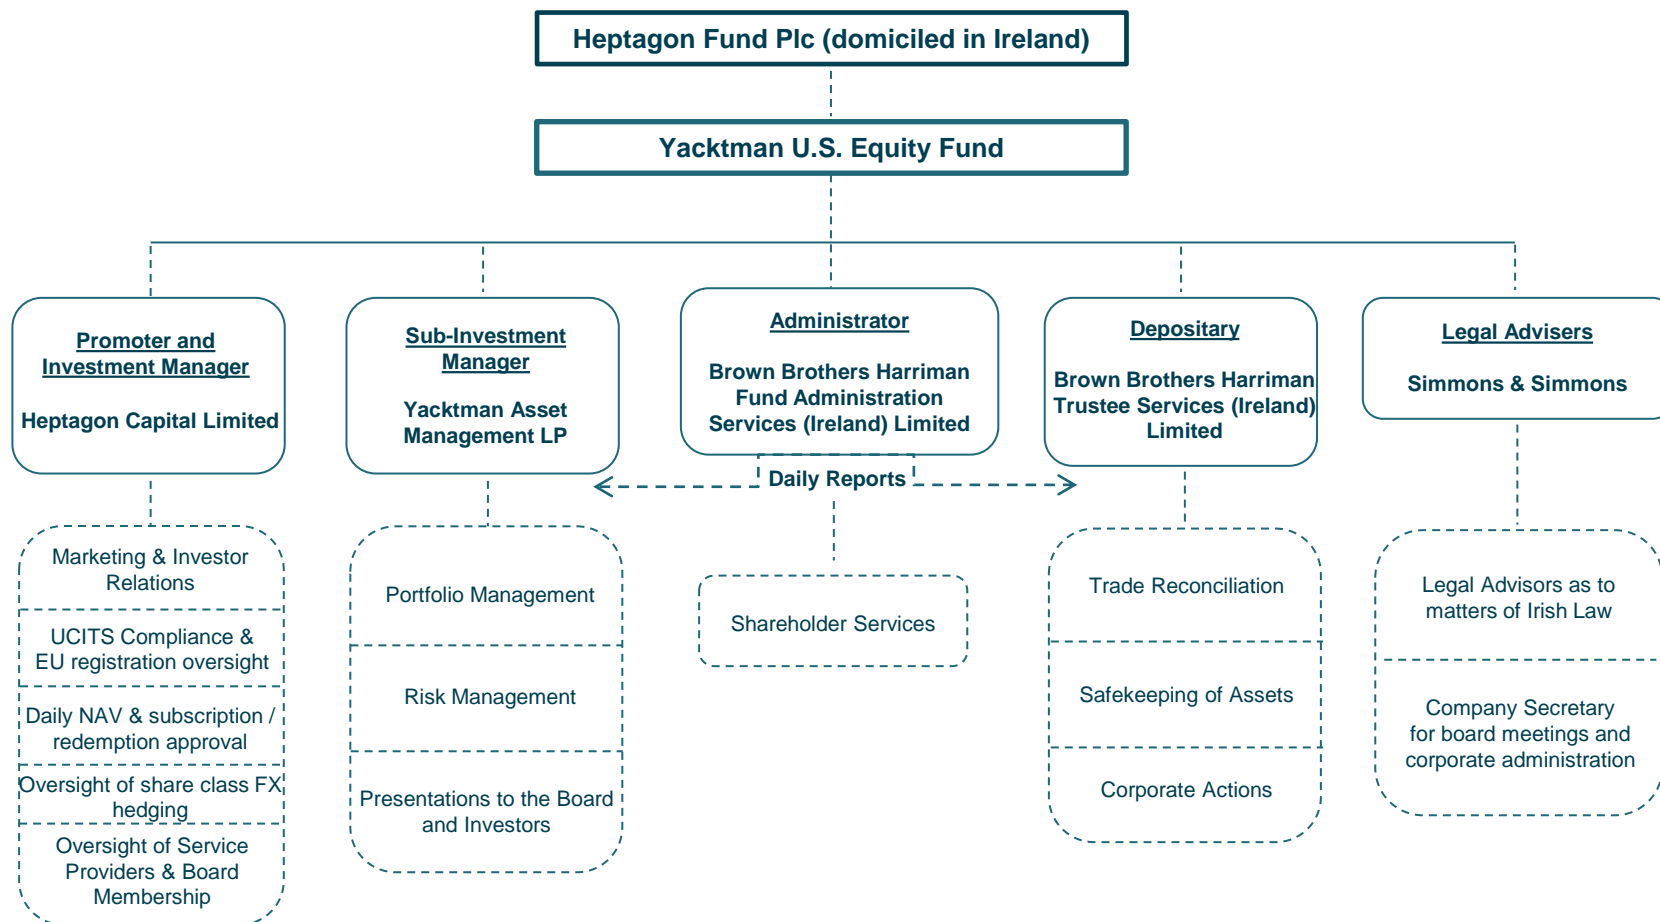 Heptagon Fund Plc (domiciled in Ireland)
Yacktman U.S. Equity Fund
Promoter and
Investment Manager
Heptagon Capital Limited
Sub-Investment
Manager
Yacktman Asset
Management LP
Administrator
Brown Brothers Harriman
Fund Administration
Services (Ireland) Limited
Depositary
Brown Brothers Harriman
Trustee Services (Ireland)
Limited
Legal Advisers
Simmons & Simmons
Daily Reports
Marketing & Investor
Relations
UCITS Compliance &
EU registration oversight
Daily NAV & subscription /
redemption approval
Oversight of share class FX
hedging
Oversight of Service
Providers & Board
Membership
Portfolio Management
Risk Management
Presentations to the Board
and Investors
Shareholder Services
Trade Reconciliation
Safekeeping of Assets
Corporate Actions
Legal Advisors as to
matters of Irish Law
Company Secretary
for board meetings and
corporate administration